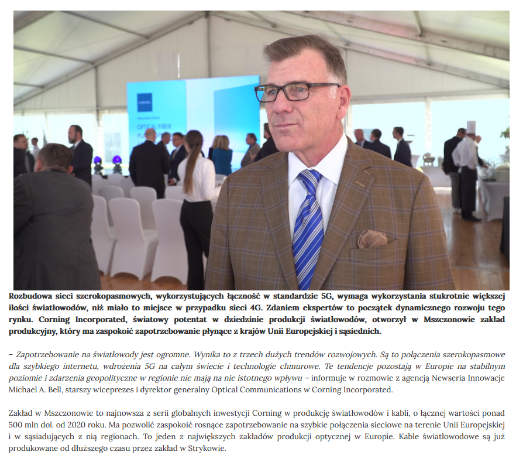 CORNING
OPTICAL FIBER
Rozbudowa sieci szerokopasmowych, wykorzystujących łączność w standardzie 5G, wymaga wykorzystania stukrotnie większej
ilości światłowodów, niż miało to miejsce w przypadku sieci 4G. Zdaniem ekspertów to początek dynamicznego rozwoju tego
rynku. Corning Incorporated, światowy potentat w dziedzinie produkcji światłowodów, otworzył w Mszczonowie zakład
produkcyjny, który ma zaspokoić zapotrzebowanie płynące z krajów Unii Europejskiej i sąsiednich.
– Zapotrzebowanie na światłowody jest ogromne. Wynika to z trzech dużych trendów rozwojowych. Są to połączenia szerokopasmowe
dla szybkiego internetu, wdrożenia 5G na całym świecie i technologie chmurowe. Te tendencje pozostają w Europie na stabilnym
poziomie i zdarzenia geopolityczne w regionie nie mają na nie istotnego wpływu – informuje w rozmowie z agencją Newseria Innowacje
Michael A. Bell, starszy wiceprezes i dyrektor generalny Optical Communications w Corning Incorporated.
Zakład w Mszczonowie to najnowsza z serii globalnych inwestycji Corning w produkcję światłowodów i kabli, o łącznej wartości ponad
500 mln dol. od 2020 roku. Ma pozwolić zaspokoić rosnące zapotrzebowanie na szybkie połączenia sieciowe na terenie Unii Europejskiej
i w sąsiadujących z nią regionach. To jeden z największych zakładów produkcji optycznej w Europie. Kable światłowodowe są już
produkowane od dłuższego czasu przez zakład w Strykowie.